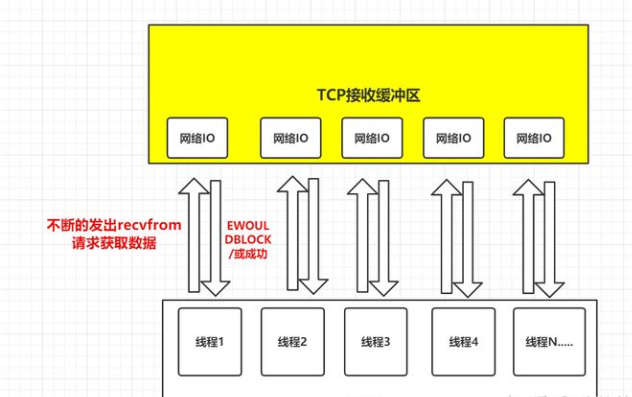 TCP接收缓冲区
网络IO 网络IO 网络IO 网络IO 网络IO
不断的发出recvfrom
请求获取数据
EWOUL
DBLOCK
/或成功
线程1 线程2 线程3 线程4 线程N.....